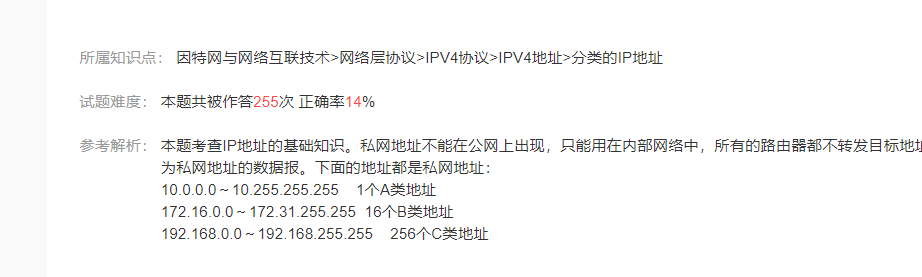 所属知识点： 因特网与网络互联技术>网络层协议>IPV4协议>IPV4地址>分类的IP地址
试题难度： 本题共被作答255次 正确率14%
参考解析： 本题考查IP地址的基础知识。私网地址不能在公网上出现，只能用在内部网络中，所有的路由器都不转发目标地址
为私网地址的数据报。下面的地址都是私网地址：
10.0.0.0～10.255.255.255 1个A类地址
172.16.0.0～172.31.255.255 16个B类地址
192.168.0.0～192.168.255.255 256个C类地址